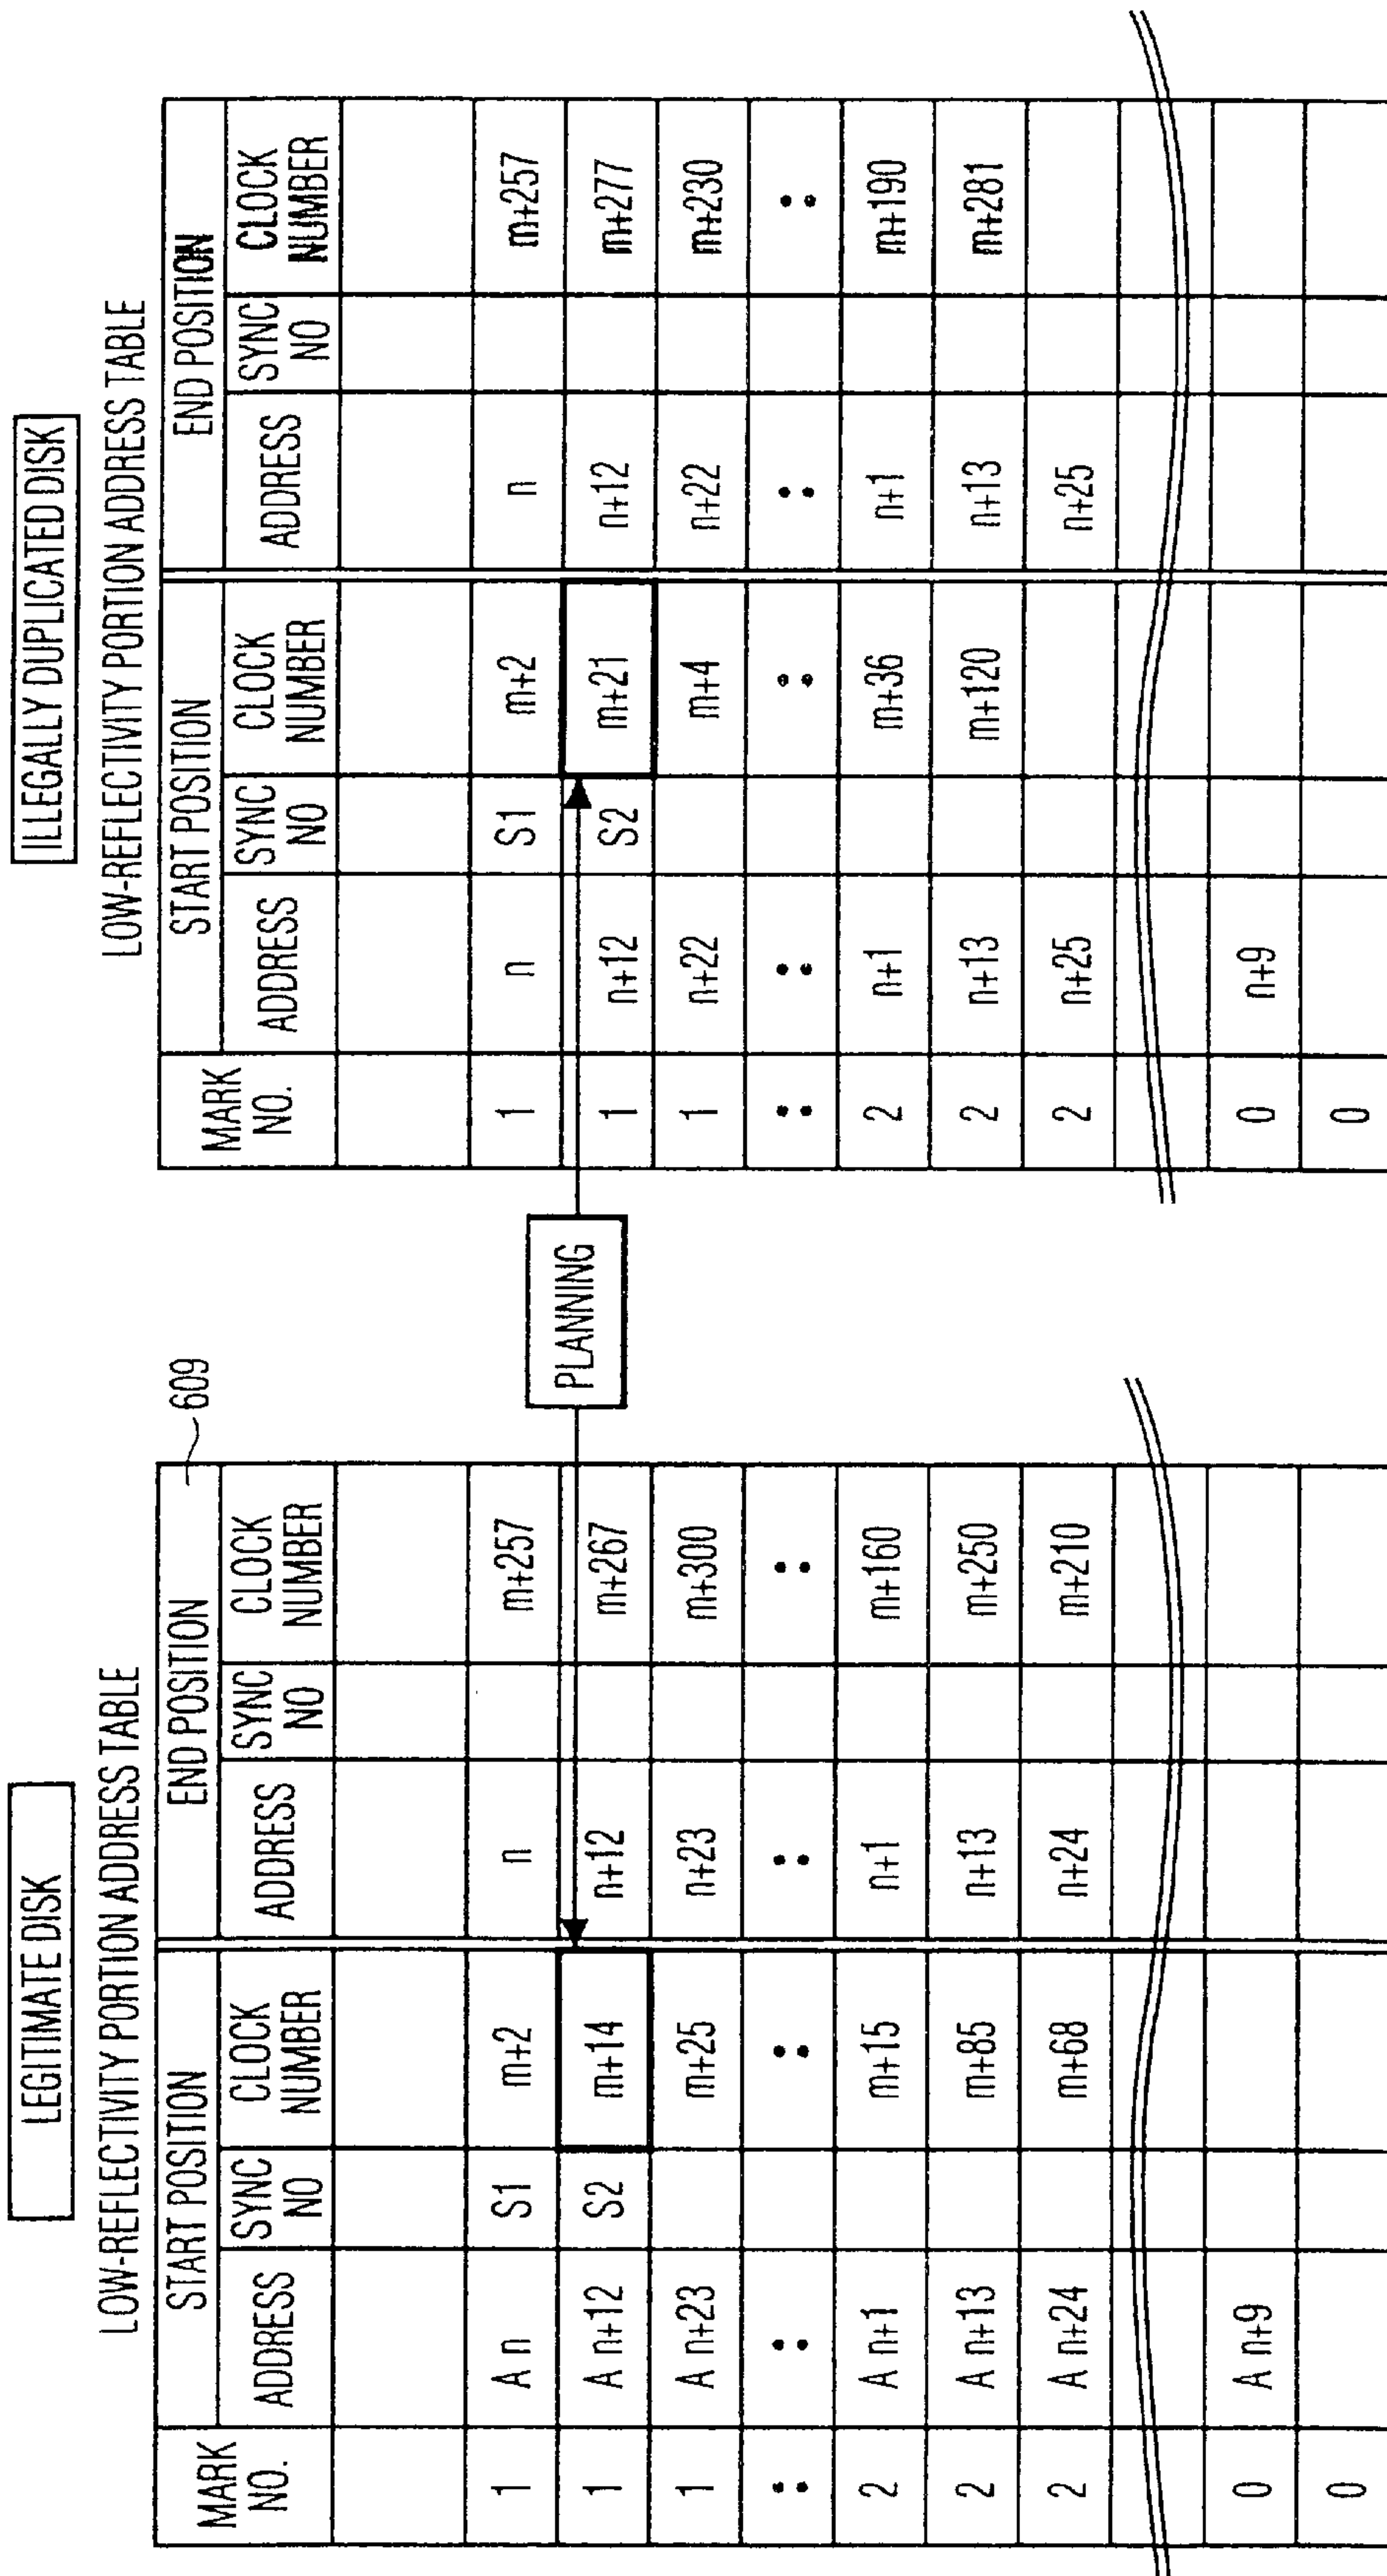 LEGITIMATE DISK
LOW-REFLECTIVITY PORTION ADDRESS TABLE
609
MARK NO. START POSITION END POSITION
ADDRESS SYNC NO CLOCK NUMBER ADDRESS SYNC NO CLOCK NUMBER
1 A n S1 m+2 n m+257
1 A n+12 S2 m+14 n+12 m+267
1 A n+23 m+25 n+23 m+300
: : : : :
2 A n+1 m+15 n+1 m+160
2 A n+13 m+85 n+13 m+250
2 A n+24 m+68 n+24 m+210
0 A n+9
0
PLANNING
ILLEGALLY DUPLICATED DISK
LOW-REFLECTIVITY PORTION ADDRESS TABLE
MARK NO. START POSITION END POSITION
ADDRESS SYNC NO CLOCK NUMBER ADDRESS SYNC NO CLOCK NUMBER
1 n S1 m+2 n m+257
1 n+12 S2 m+21 n+12 m+277
1 n+22 m+4 n+22 m+230
: : : : :
2 n+1 m+36 n+1 m+190
2 n+13 m+120 n+13 m+281
2 n+25 n+25
0 n+9
0